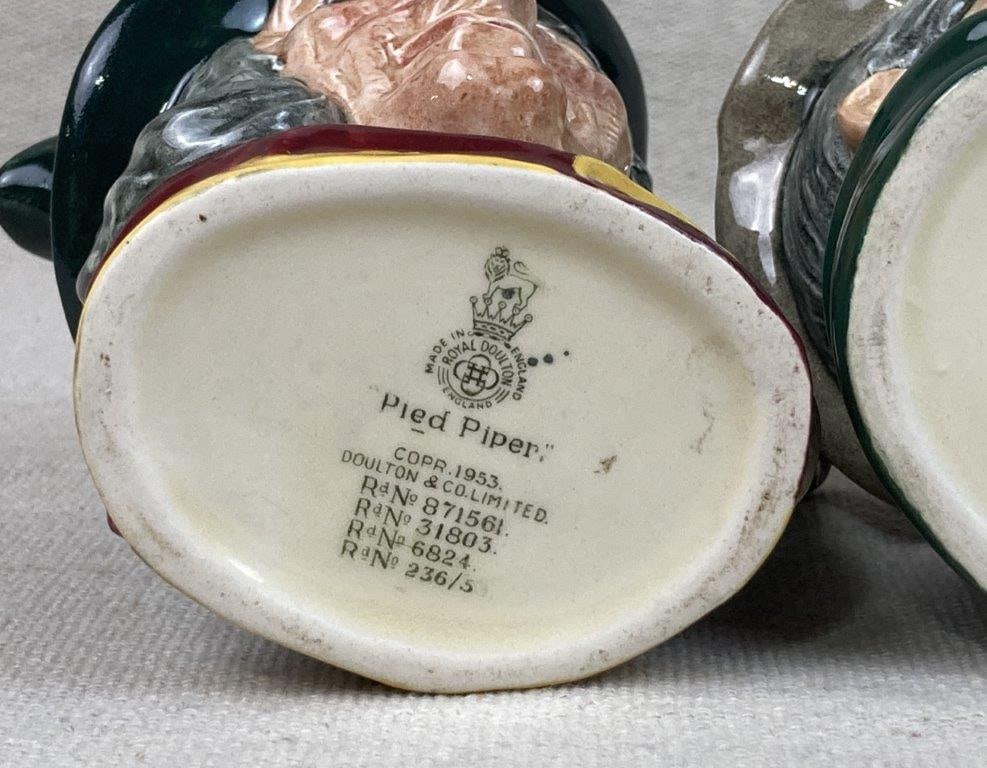 MADE IN ENGLAND
ROYAL DOULTON
ENGLAND
Pied Piper"
COPR. 1953.
DOULTON & CO. LIMITED.
Rd No 871561.
Rd No 31803.
Rd No 6824.
Rd No 236/5